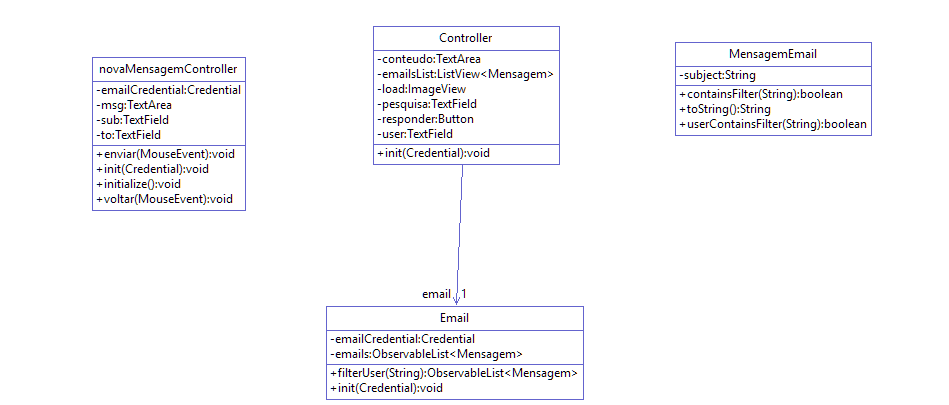 novaMensagemController
-emailCredential:Credential
-msg:TextArea
-sub:TextField
-to:TextField
+enviar(MouseEvent):void
+init(Credential):void
+initialize():void
+voltar(MouseEvent):void
Controller
-conteudo:TextArea
-emailsList:ListView<Mensagem>
-load:ImageView
-pesquisa:TextField
-responder:Button
-user:TextField
+init(Credential):void
MensagemEmail
-subject:String
+containsFilter(String):boolean
+toString():String
+userContainsFilter(String):boolean
email 1
Email
-emailCredential:Credential
-emails:ObservableList<Mensagem>
+filterUser(String):ObservableList<Mensagem>
+init(Credential):void